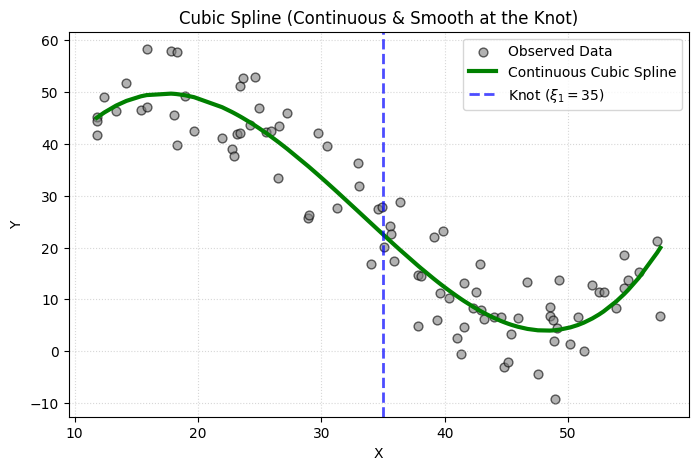 Cubic Spline (Continuous & Smooth at the Knot)
Observed Data
Continuous Cubic Spline
Knot (ξ₁ = 35)
60
50
40
30
20
10
0
−10
Y
10
20
30
40
50
X